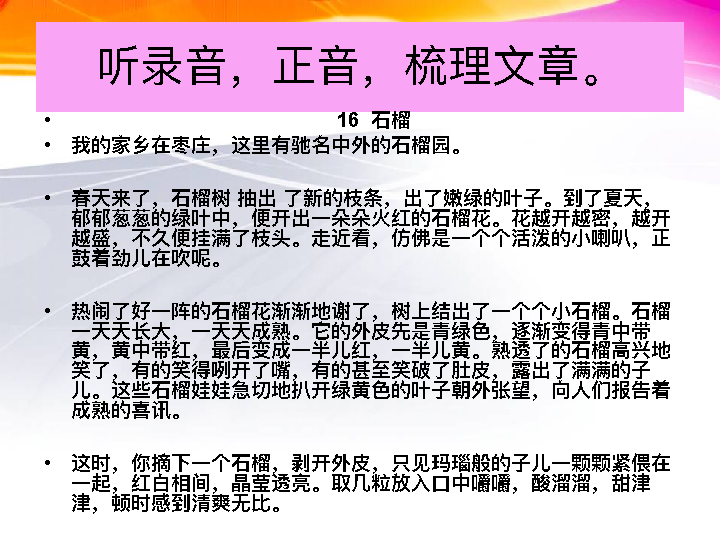 听录音，正音，梳理文章。
• 16 石榴
• 我的家乡在枣庄，这里有驰名中外的石榴园。
• 春天来了，石榴树 抽出 了新的枝条，出了嫩绿的叶子。到了夏天，
郁郁葱葱的绿叶中，便开出一朵朵火红的石榴花。花越开越密，越开
越盛，不久便挂满了枝头。走近看，仿佛是一个个活泼的小喇叭，正
鼓着劲儿在吹呢。
• 热闹了好一阵的石榴花渐渐地谢了，树上结出了一个个小石榴。石榴
一天天长大，一天天成熟。它的外皮先是青绿色，逐渐变得青中带
黄，黄中带红，最后变成一半儿红，一半儿黄。熟透了的石榴高兴地
笑了，有的笑得咧开了嘴，有的甚至笑破了肚皮，露出了满满的子
儿。这些石榴娃娃急切地扒开绿黄色的叶子朝外张望，向人们报告着
成熟的喜讯。
• 这时，你摘下一个石榴，剥开外皮，只见玛瑙般的子儿一颗颗紧偎在
一起，红白相间，晶莹透亮。取几粒放入口中嚼嚼，酸溜溜，甜津
津，顿时感到清爽无比。